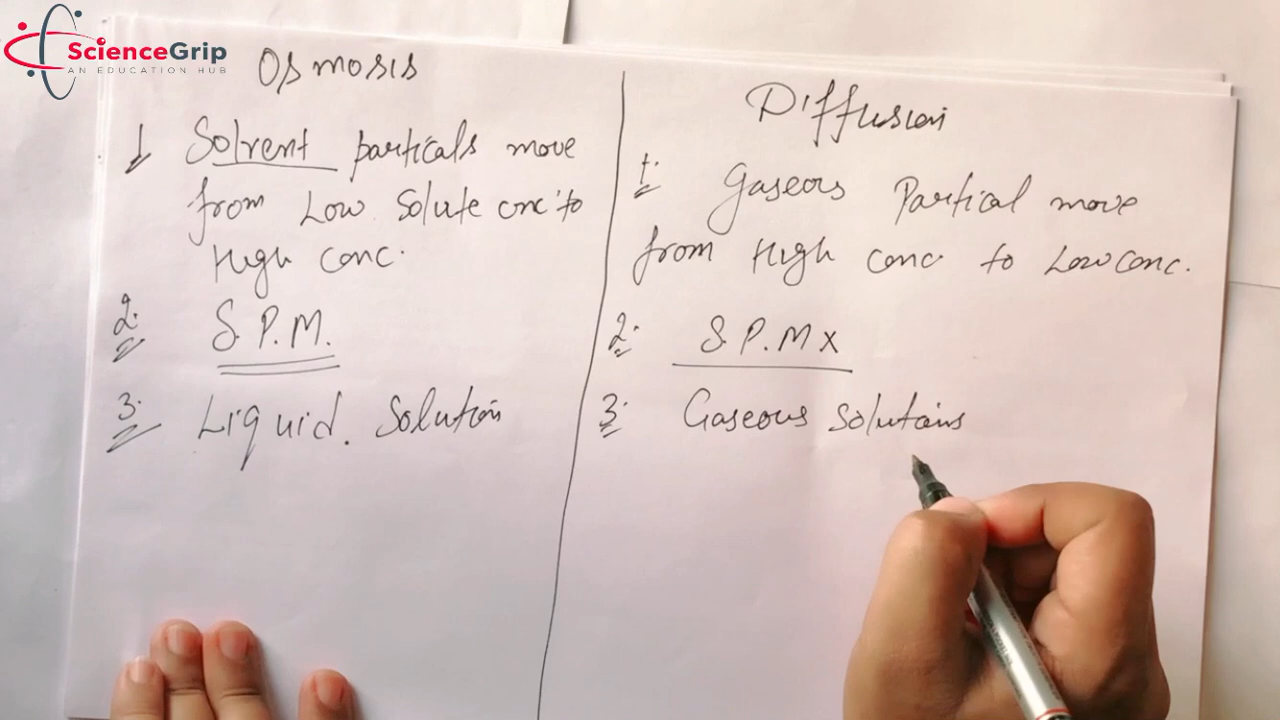 ScienceGrip
AN EDUCATION HUB
Osmosis
1 Solvent particals move
from Low Solute conc to
High conc.
2. S.P.M.
3. Liquid. Solution
Diffusion
1. Gaseous Partical move
from High conc to Low conc.
2. S.P.M x
3. Gaseous Solutains